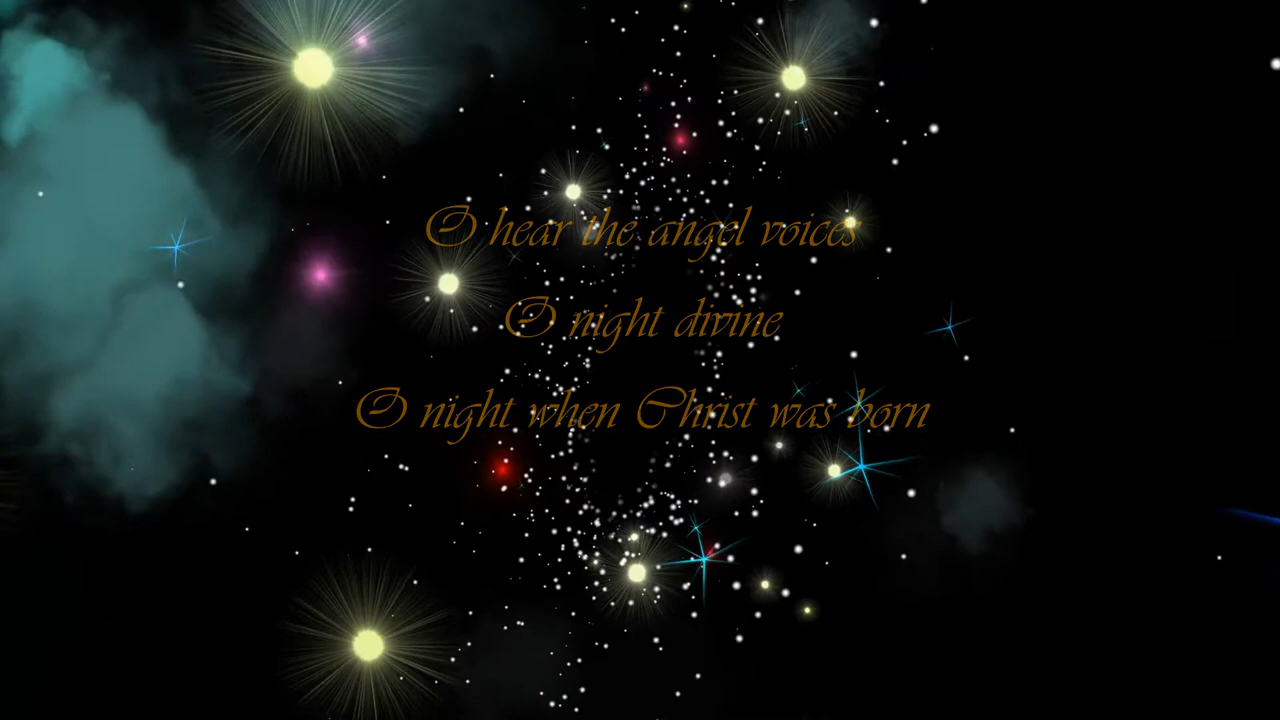 O hear the angel voices
O night divine
O night when Christ was born